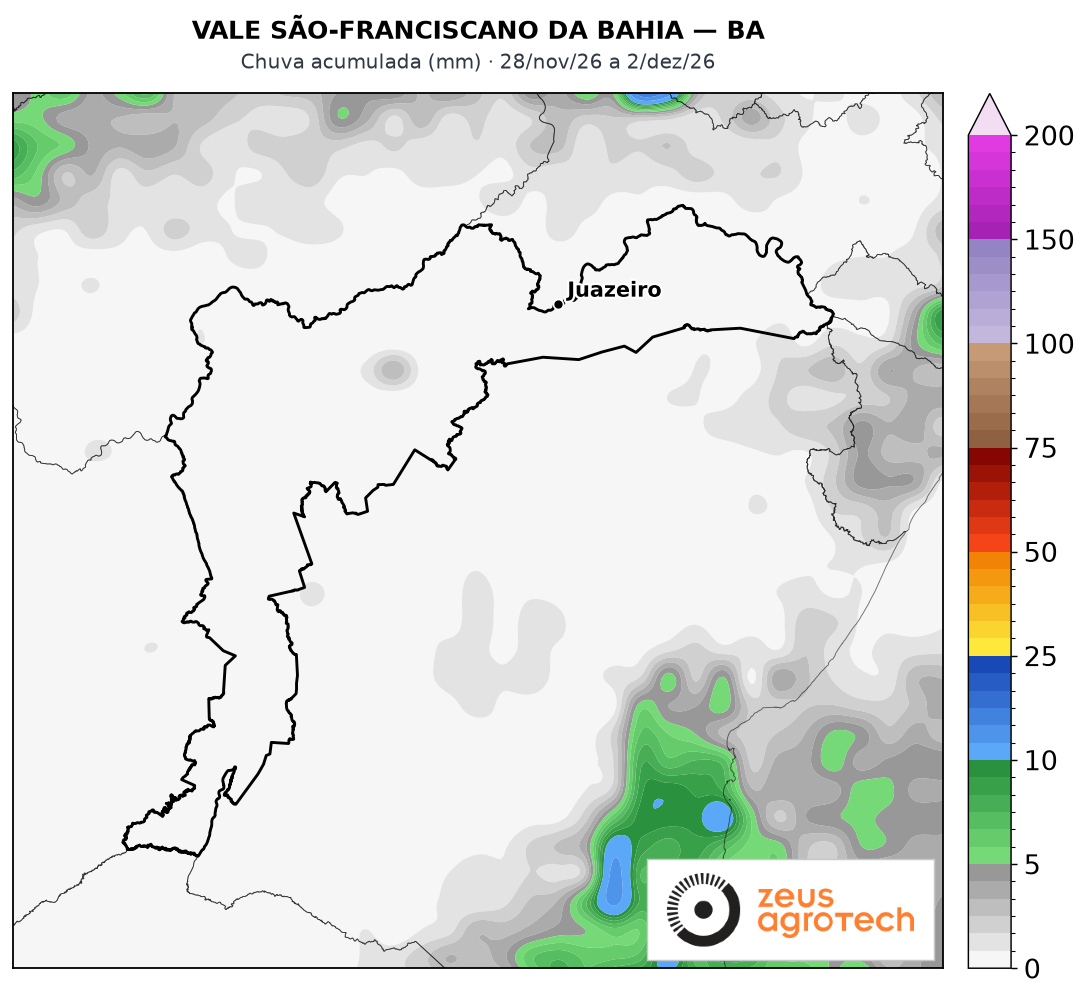 VALE SÃO-FRANCISCANO DA BAHIA — BA
Chuva acumulada (mm) · 28/nov/26 a 2/dez/26
Juazeiro
200
150
100
75
50
25
10
5
0
zeus
agrotech